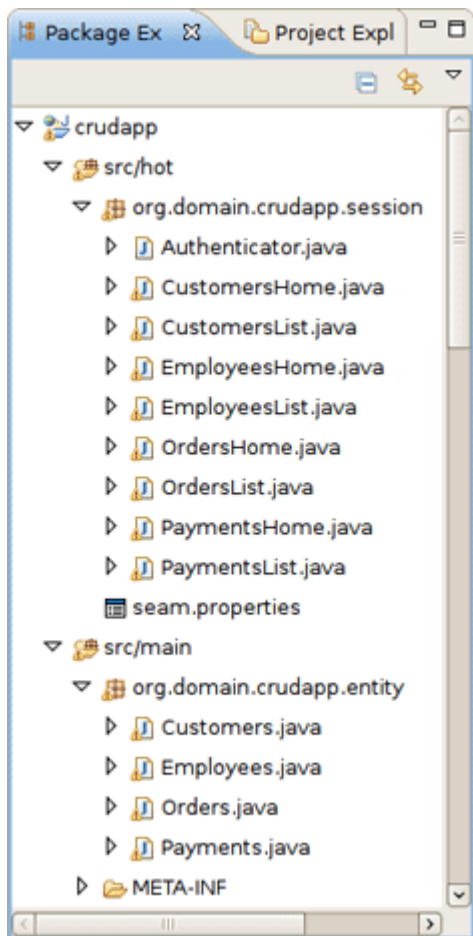 Package Ex
Project Expl
crudapp
src/hot
org.domain.crudapp.session
Authenticator.java
CustomersHome.java
CustomersList.java
EmployeesHome.java
EmployeesList.java
OrdersHome.java
OrdersList.java
PaymentsHome.java
PaymentsList.java
seam.properties
src/main
org.domain.crudapp.entity
Customers.java
Employees.java
Orders.java
Payments.java
META-INF